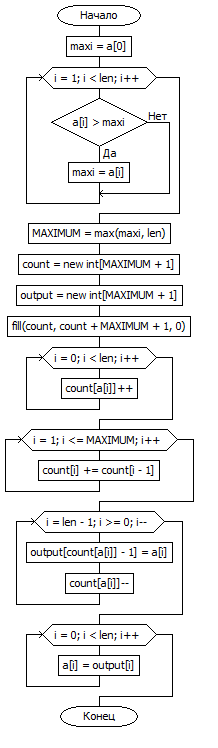 Начало
maxi = a[0]
i = 1; i < len; i++
a[i] > maxi
Нет
Да
maxi = a[i]
MAXIMUM = max(maxi, len)
count = new int[MAXIMUM + 1]
output = new int[MAXIMUM + 1]
fill(count, count + MAXIMUM + 1, 0)
i = 0; i < len; i++
count[a[i]]++
i = 1; i <= MAXIMUM; i++
count[i] += count[i - 1]
i = len - 1; i >= 0; i--
output[count[a[i]] - 1] = a[i]
count[a[i]]--
i = 0; i < len; i++
a[i] = output[i]
Конец